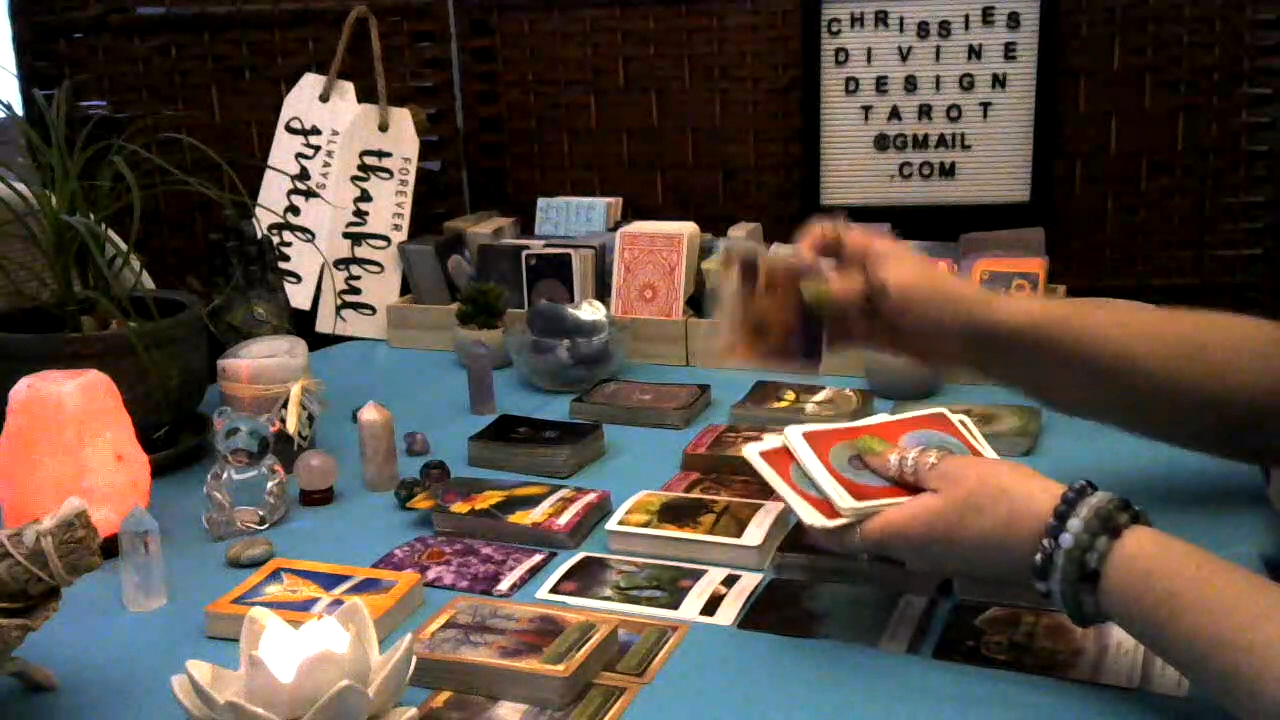 CHRISSIES
DIVINE
DESIGN
TAROT
@GMAIL
.COM
ALWAYS
grateful
FOREVER
thankful